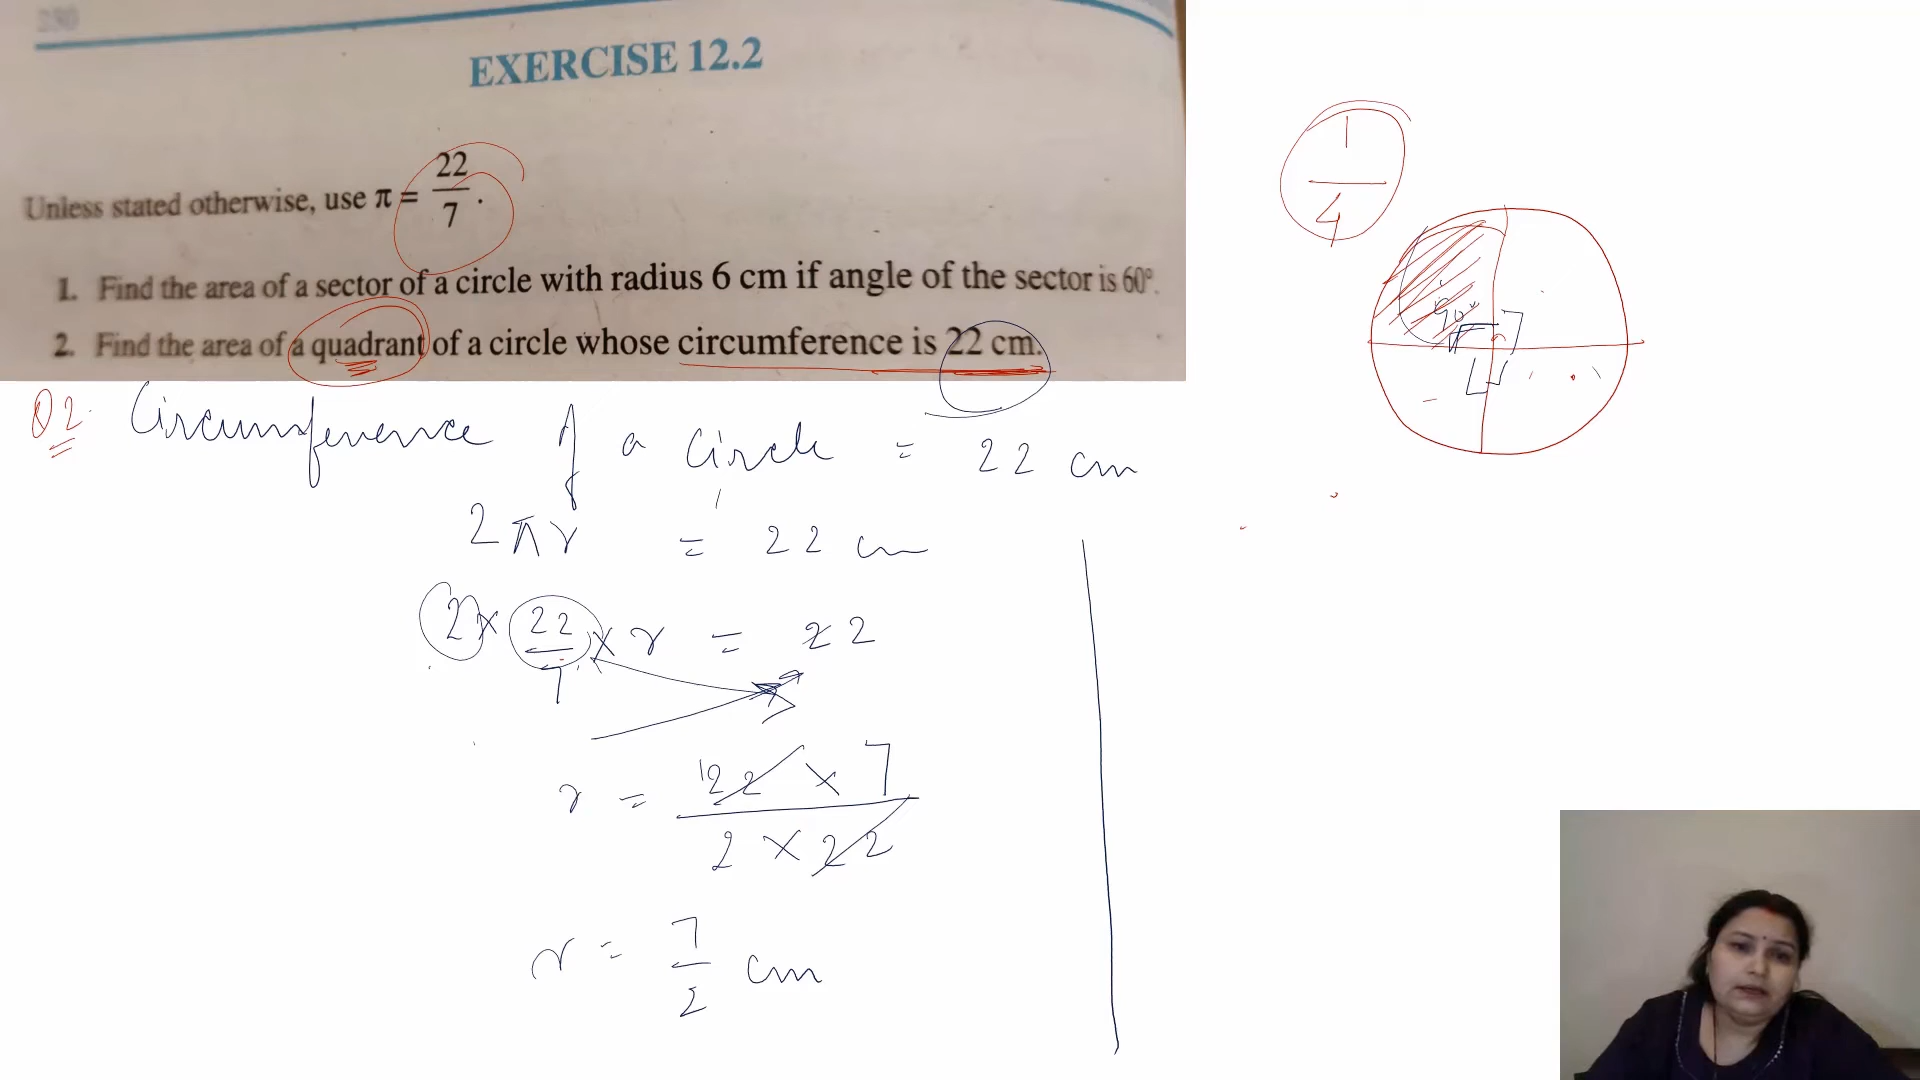 230
EXERCISE 12.2
Unless stated otherwise, use π = 22/7.
1. Find the area of a sector of a circle with radius 6 cm if angle of the sector is 60°.
2. Find the area of a quadrant of a circle whose circumference is 22 cm.
1/4
90°
Q2. Circumference of a circle = 22 cm
2πr = 22 cm
2 × 22/7 × r = 22
r = 22 × 7 / 2 × 22
r = 7/2 cm